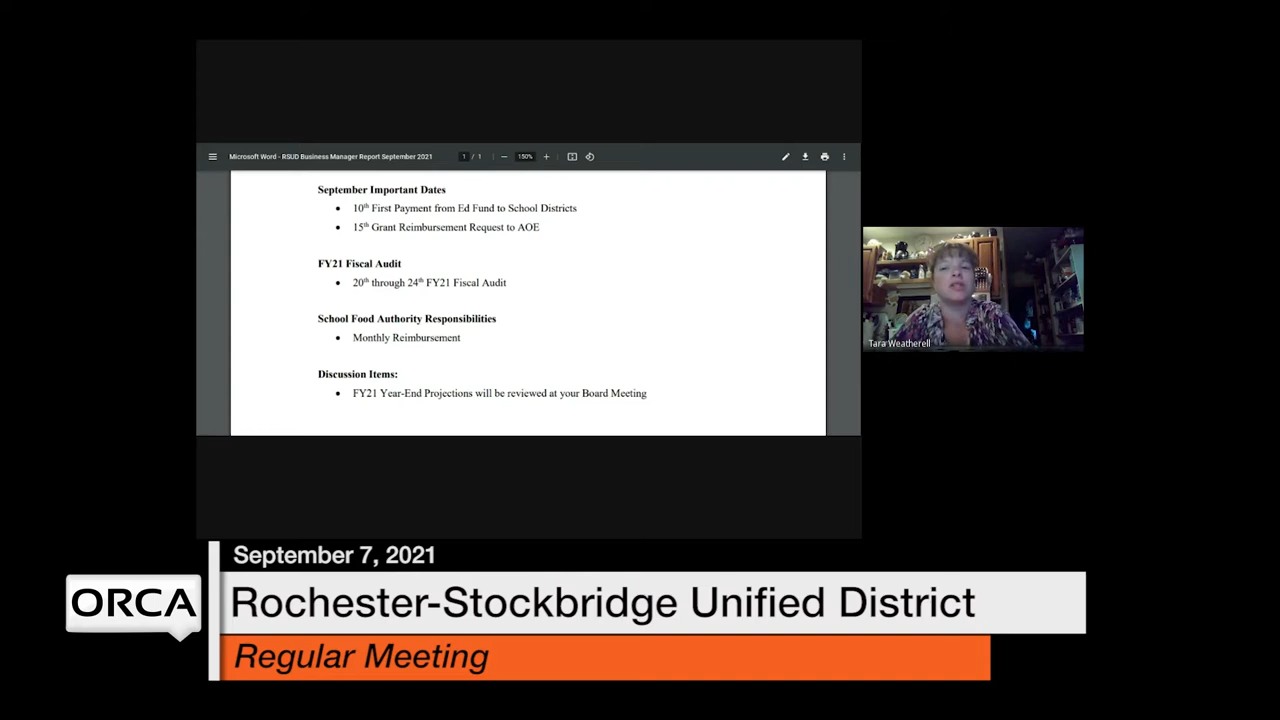 Microsoft Word - RSUD Business Manager Report September 2021 1 / 1 150%
September Important Dates
• 10th First Payment from Ed Fund to School Districts
• 15th Grant Reimbursement Request to AOE
FY21 Fiscal Audit
• 20th through 24th FY21 Fiscal Audit
School Food Authority Responsibilities
• Monthly Reimbursement
Discussion Items:
• FY21 Year-End Projections will be reviewed at your Board Meeting
Tara Weatherell
September 7, 2021
ORCA
Rochester-Stockbridge Unified District
Regular Meeting